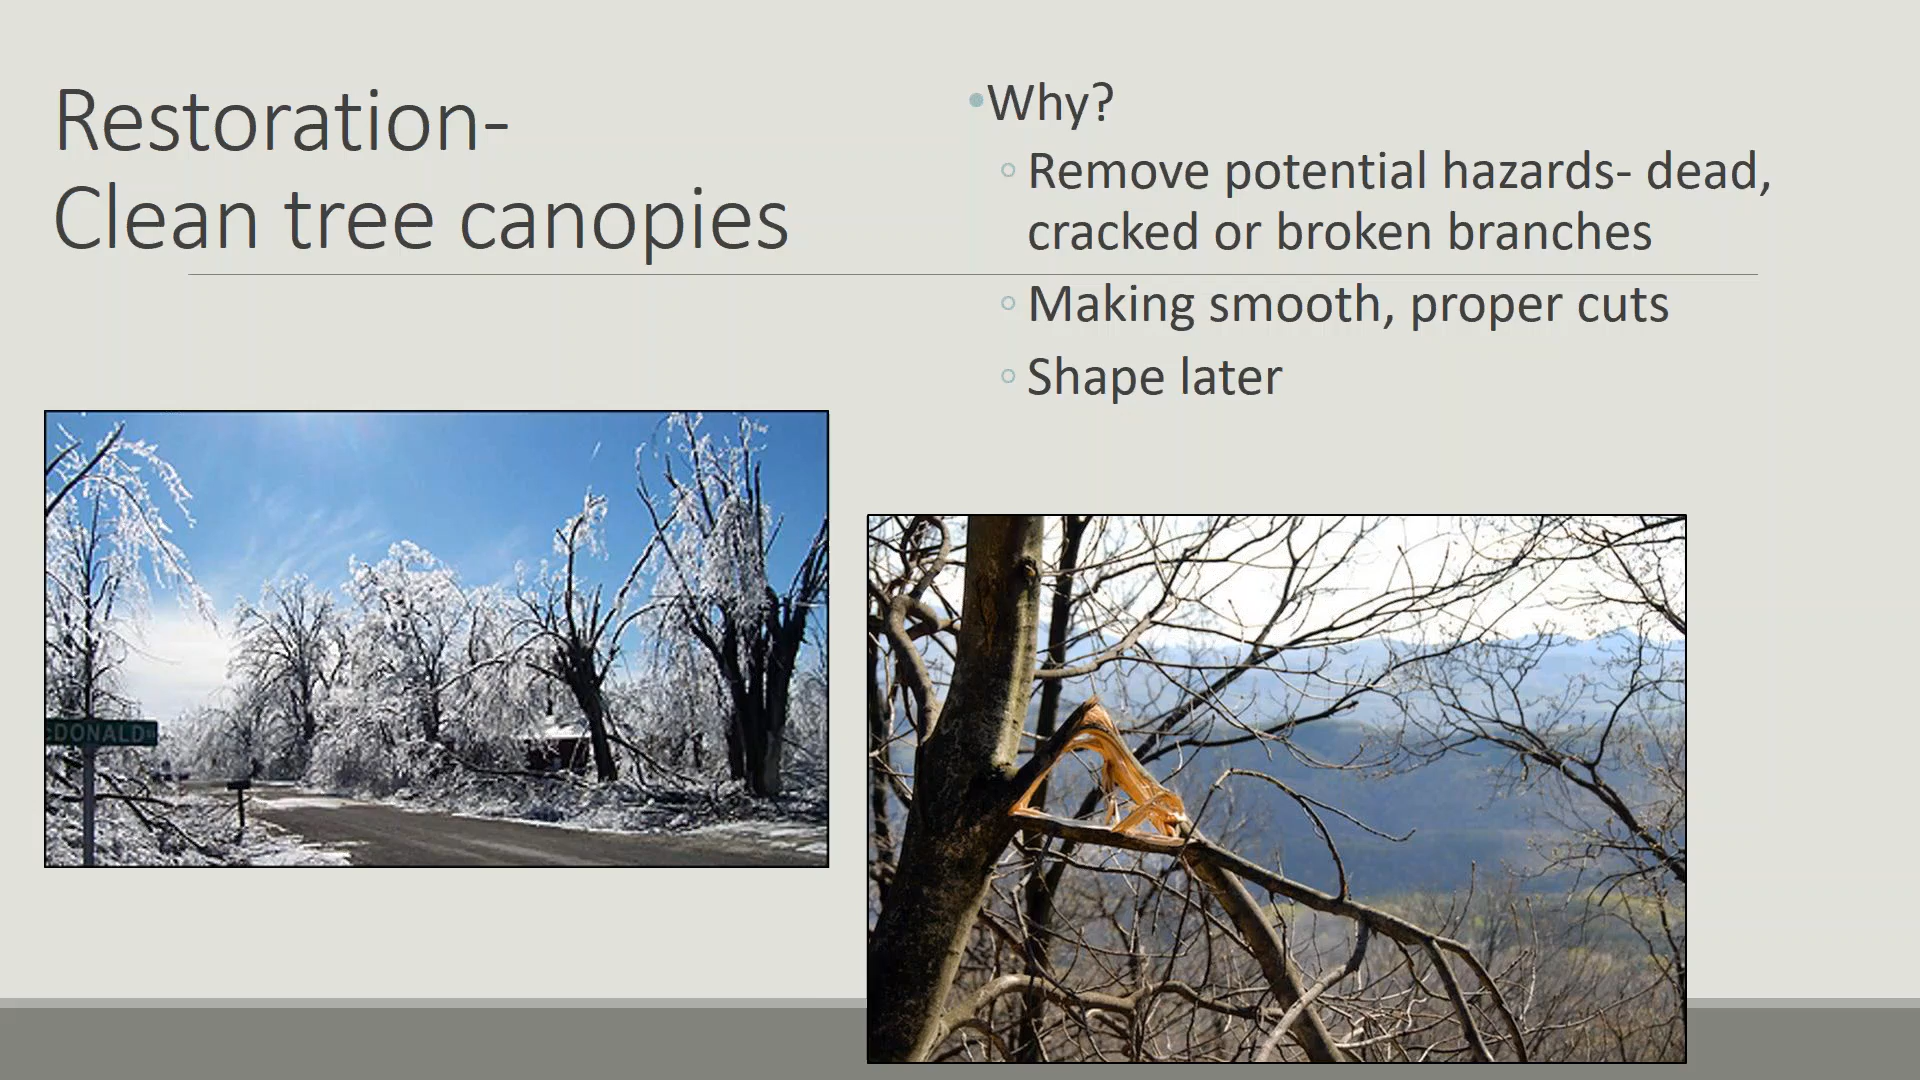 Restoration-
Clean tree canopies
•Why?
◦Remove potential hazards- dead,
cracked or broken branches
◦Making smooth, proper cuts
◦Shape later
CDONALD